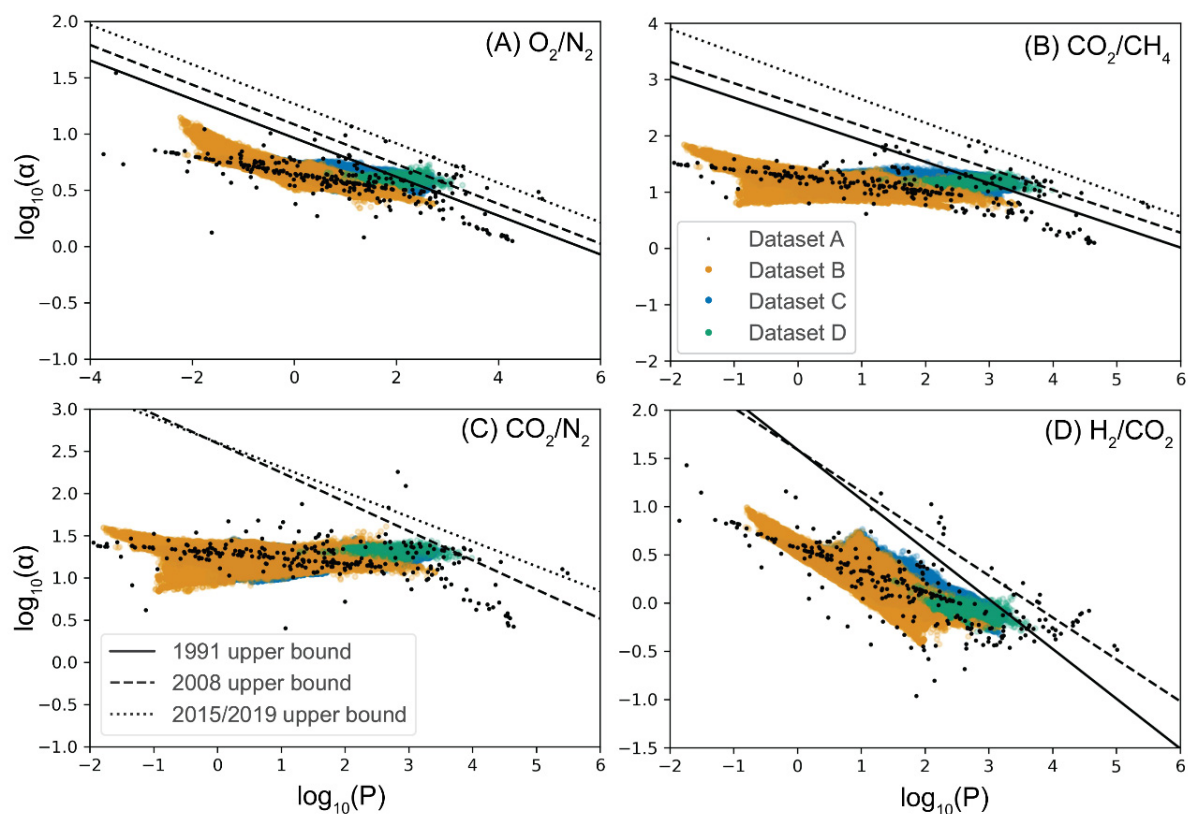 (A) O₂/N₂
2.0
1.5
1.0
0.5
0.0
−0.5
−1.0
log₁₀(α)
−4 −2 0 2 4 6
(B) CO₂/CH₄
4
3
2
1
0
−1
−2
−2 −1 0 1 2 3 4 5 6
Dataset A
Dataset B
Dataset C
Dataset D
(C) CO₂/N₂
3.0
2.5
2.0
1.5
1.0
0.5
0.0
−0.5
−1.0
log₁₀(α)
1991 upper bound
2008 upper bound
2015/2019 upper bound
−2 −1 0 1 2 3 4 5 6
log₁₀(P)
(D) H₂/CO₂
2.0
1.5
1.0
0.5
0.0
−0.5
−1.0
−1.5
−2 −1 0 1 2 3 4 5 6
log₁₀(P)